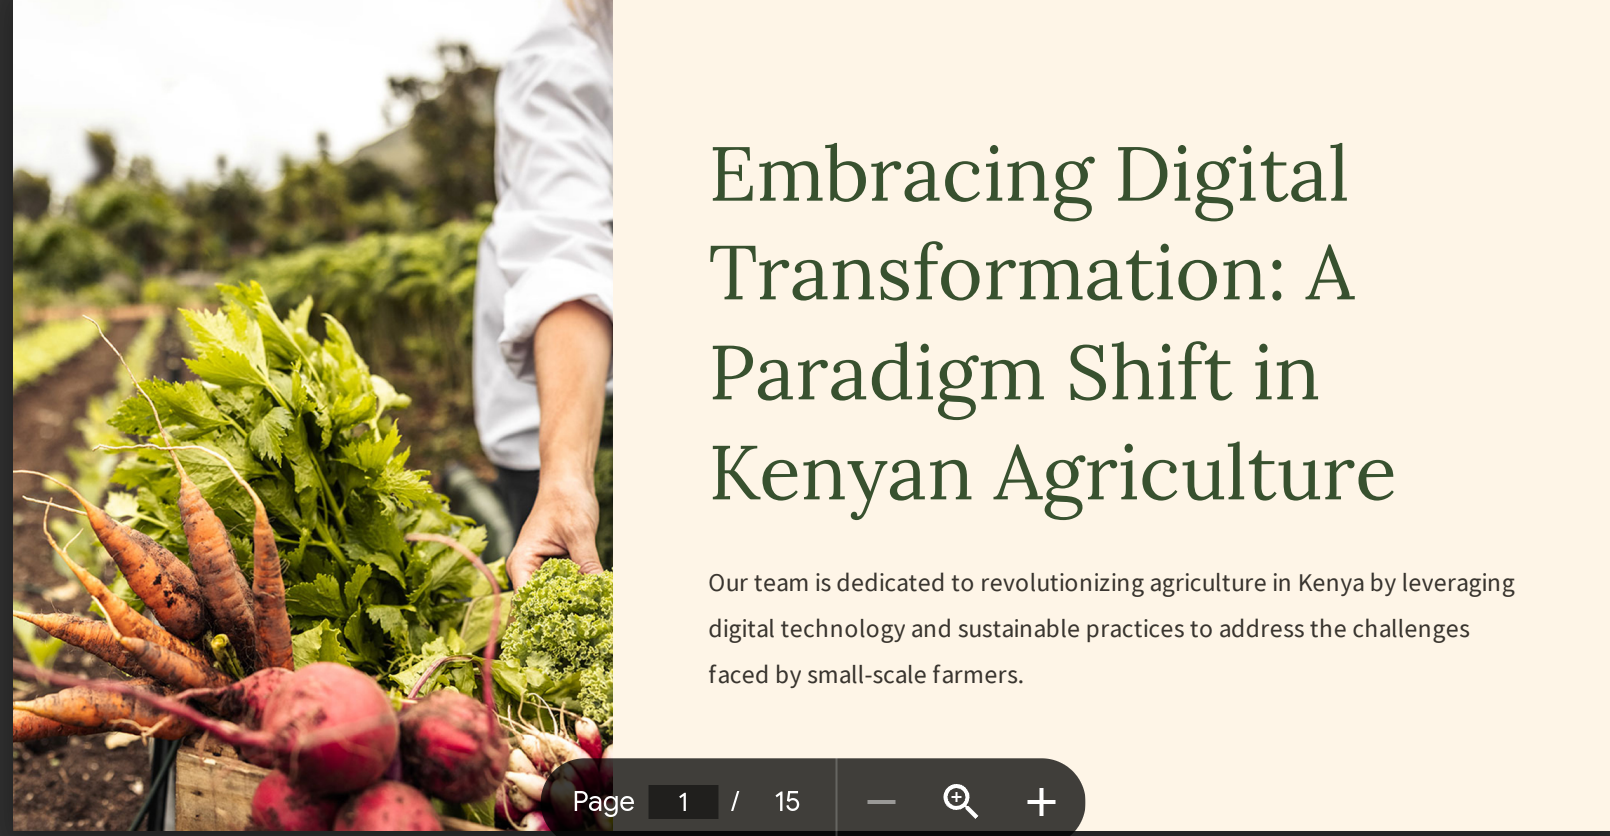 Embracing Digital
Transformation: A
Paradigm Shift in
Kenyan Agriculture
Our team is dedicated to revolutionizing agriculture in Kenya by leveraging
digital technology and sustainable practices to address the challenges
faced by small-scale farmers.
Page 1 / 15